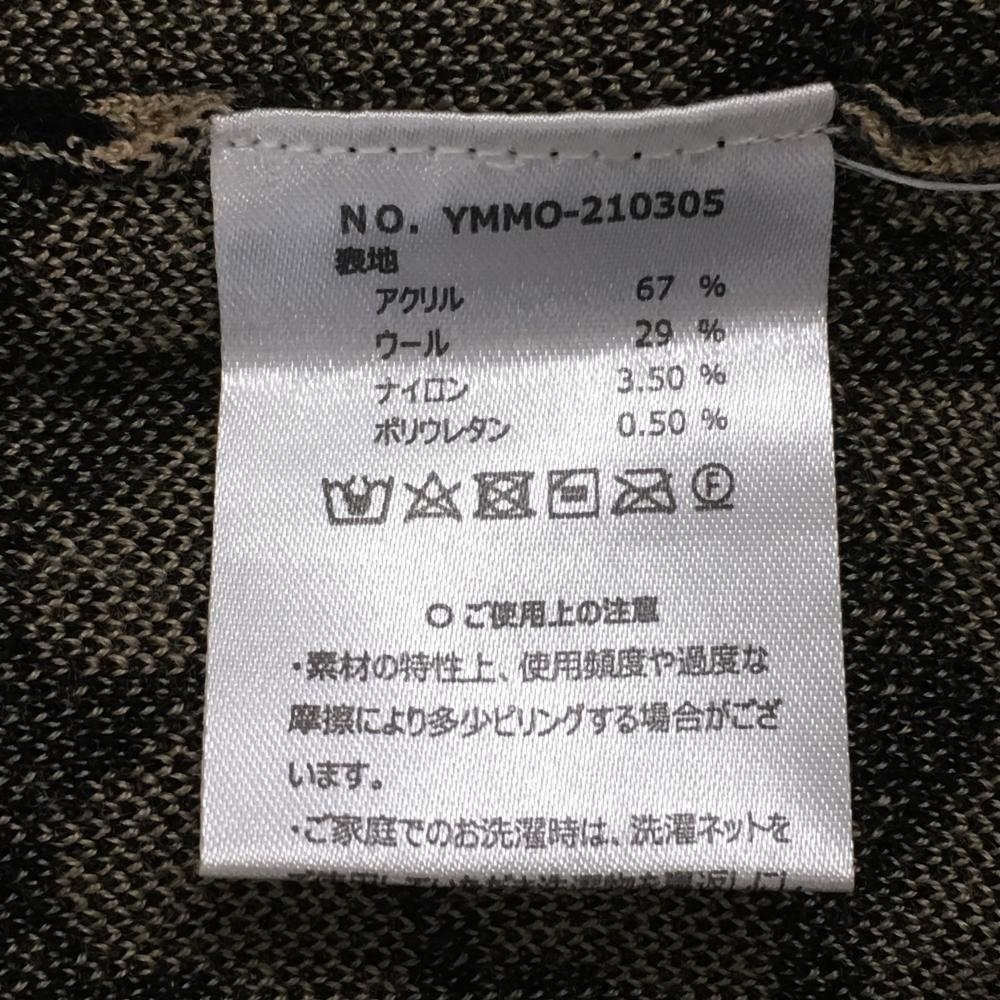 NO. YMMO-210305
表地
アクリル 67 %
ウール 29 %
ナイロン 3.50 %
ポリウレタン 0.50 %
F
○ ご使用上の注意
・素材の特性上、使用頻度や過度な
摩擦により多少ピリングする場合がござ
います。
・ご家庭でのお洗濯時は、洗濯ネットを